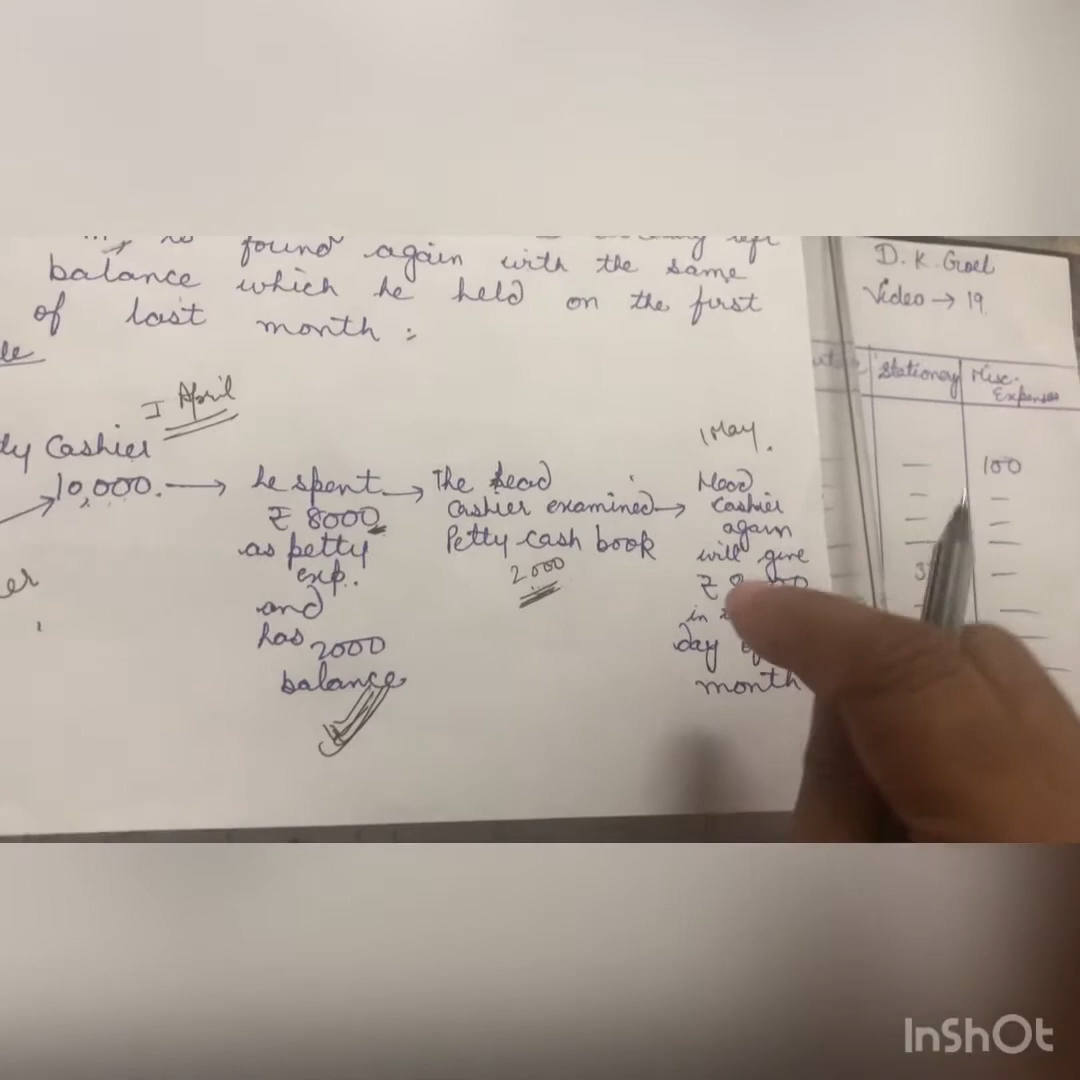 found again with the same
balance which he held on the first
of last month :
I April
Cashier
10,000. →
he spent →
₹ 8000
as petty
exp.
and
has 2000
balance
The Head
Cashier examined →
Petty cash book
2000
1 May.
Head
Cashier
again
will give
₹
in
day
month
D. K. Goel
Video → 19
Stationery
Misc. Expenses
— 100
— —
— —
— —
—
InShOt